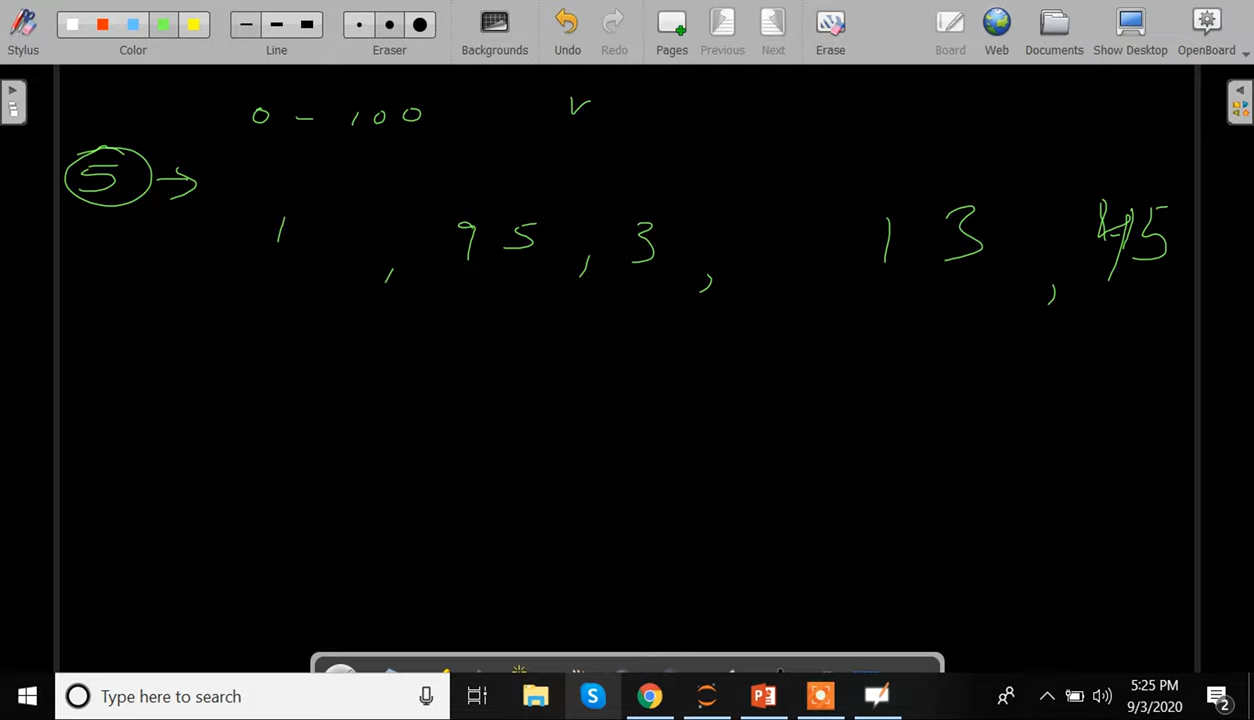 Stylus Color Line Eraser Backgrounds Undo Redo Pages Previous Next Erase Board Web Documents Show Desktop OpenBoard
0 - 100
5 →
1 , 95 , 3 , 13 ,
Type here to search
5:25 PM
9/3/2020
2